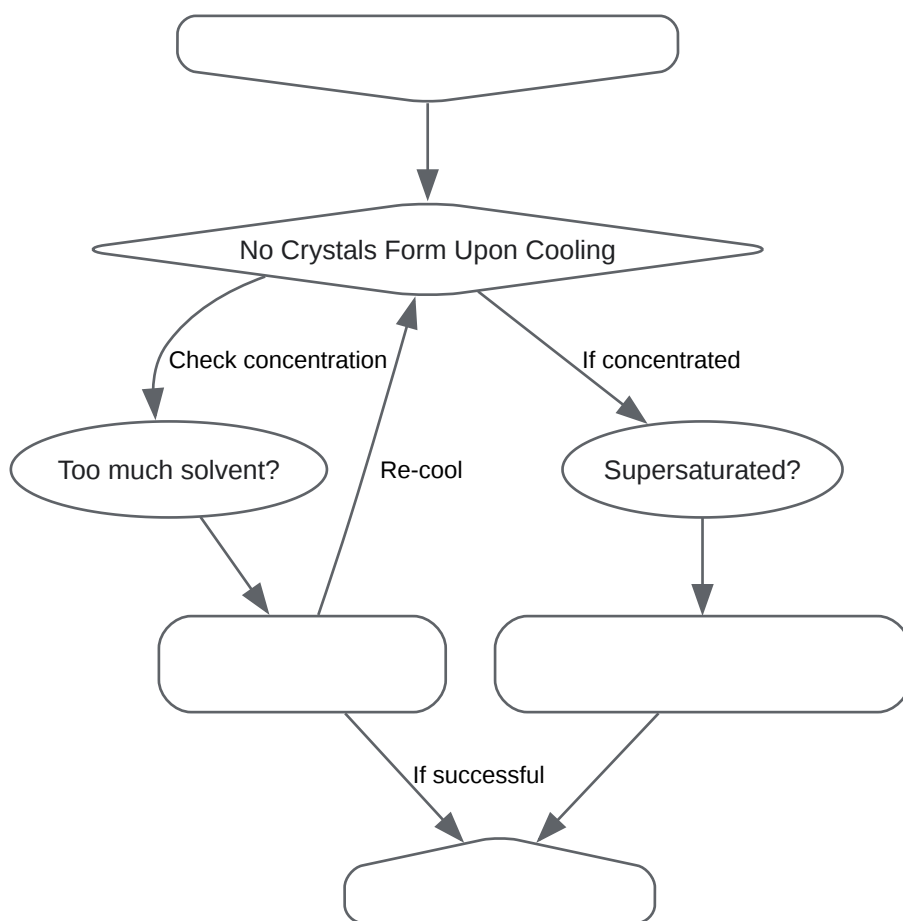 No Crystals Form Upon Cooling
Check concentration
If concentrated
Too much solvent?
Re-cool
Supersaturated?
If successful